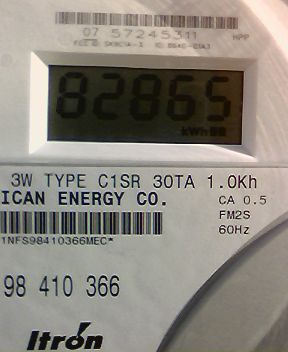 07 57245311 HPP
82865
kWh
3W TYPE C1SR 30TA 1.0Kh
ICAN ENERGY CO. CA 0.5
FM2S
1NFS98410366MEC* 60Hz
98 410 366
Itron